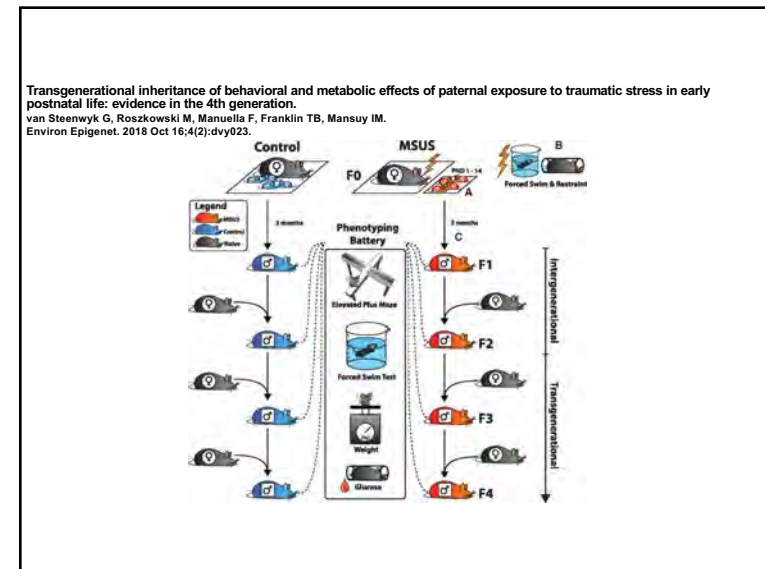 Transgenerational inheritance of behavioral and metabolic effects of paternal exposure to traumatic stress in early
postnatal life: evidence in the 4th generation.
van Steenwyk G, Roszkowski M, Manuella F, Franklin TB, Mansuy IM.
Environ Epigenet. 2018 Oct 16;4(2):dvy023.
Control
MSUS
B
F0
PND 1 - 14
A
Forced Swim & Restraint
Legend
MSUS
Control
Naive
3 months
3 months
C
Phenotyping
Battery
♀
♀
♂
♂
F1
Elevated Plus Maze
Intergenerational
♀
♀
♂
♂
F2
Forced Swim Test
♀
♀
♂
♂
F3
Weight
Transgenerational
♀
♀
♂
♂
F4
Glucose